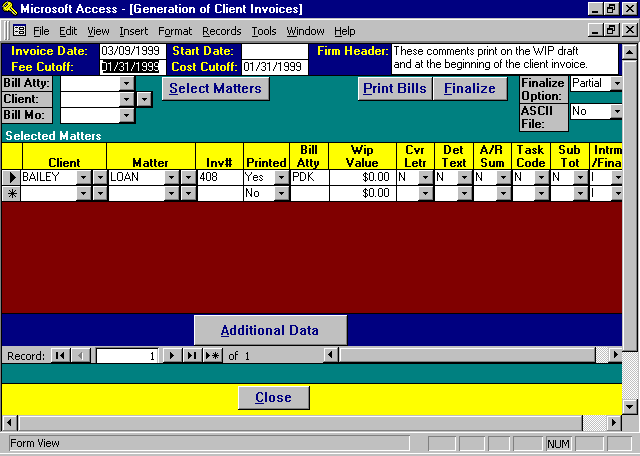 Microsoft Access - [Generation of Client Invoices]
File Edit View Insert Format Records Tools Window Help
Invoice Date: 03/09/1999 Start Date: Firm Header: These comments print on the WIP draft
Fee Cutoff: 01/31/1999 Cost Cutoff: 01/31/1999 and at the beginning of the client invoice.
Bill Atty: Select Matters Print Bills Finalize Finalize Option: Partial
Client:
Bill Mo: ASCII File: No
Selected Matters
Client Matter Inv# Printed Bill Atty Wip Value Cvr Letr Det Text A/R Sum Task Code Sub Tot Intrm /Fina
BAILEY LOAN 408 Yes PDK $0.00 N N N N N I
No $0.00 I
Additional Data
Record: 1 of 1
Close
Form View NUM